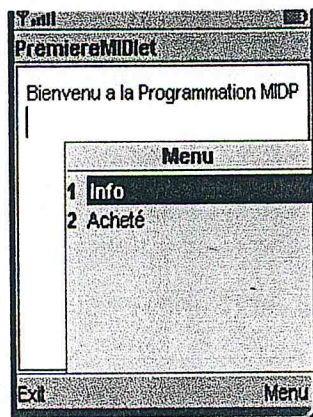 PremiereMIDlet
Bienvenu a la Programmation MIDP
Menu
1 Info
2 Acheté
Exit
Menu